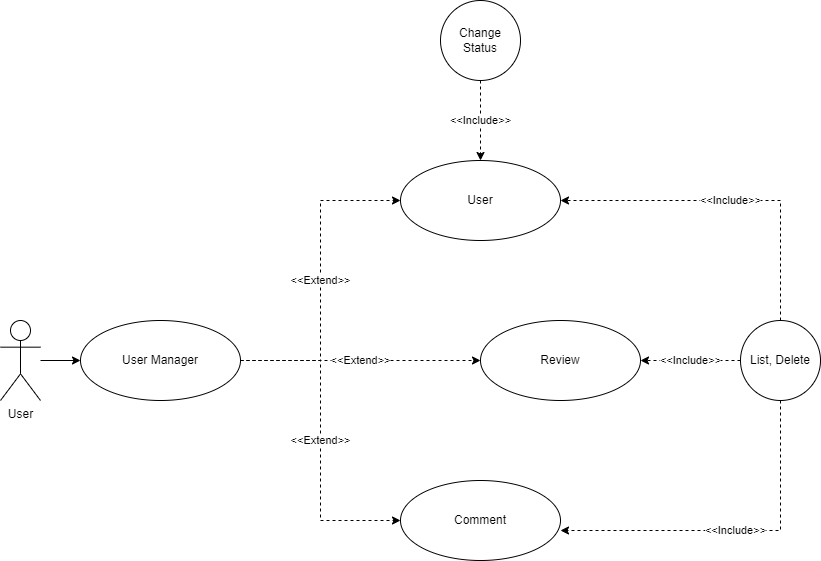 Change
Status
<<Include>>
User
<<Include>>
<<Extend>>
User Manager
<<Extend>>
Review
<<Include>>
List, Delete
User
<<Extend>>
Comment
<<Include>>